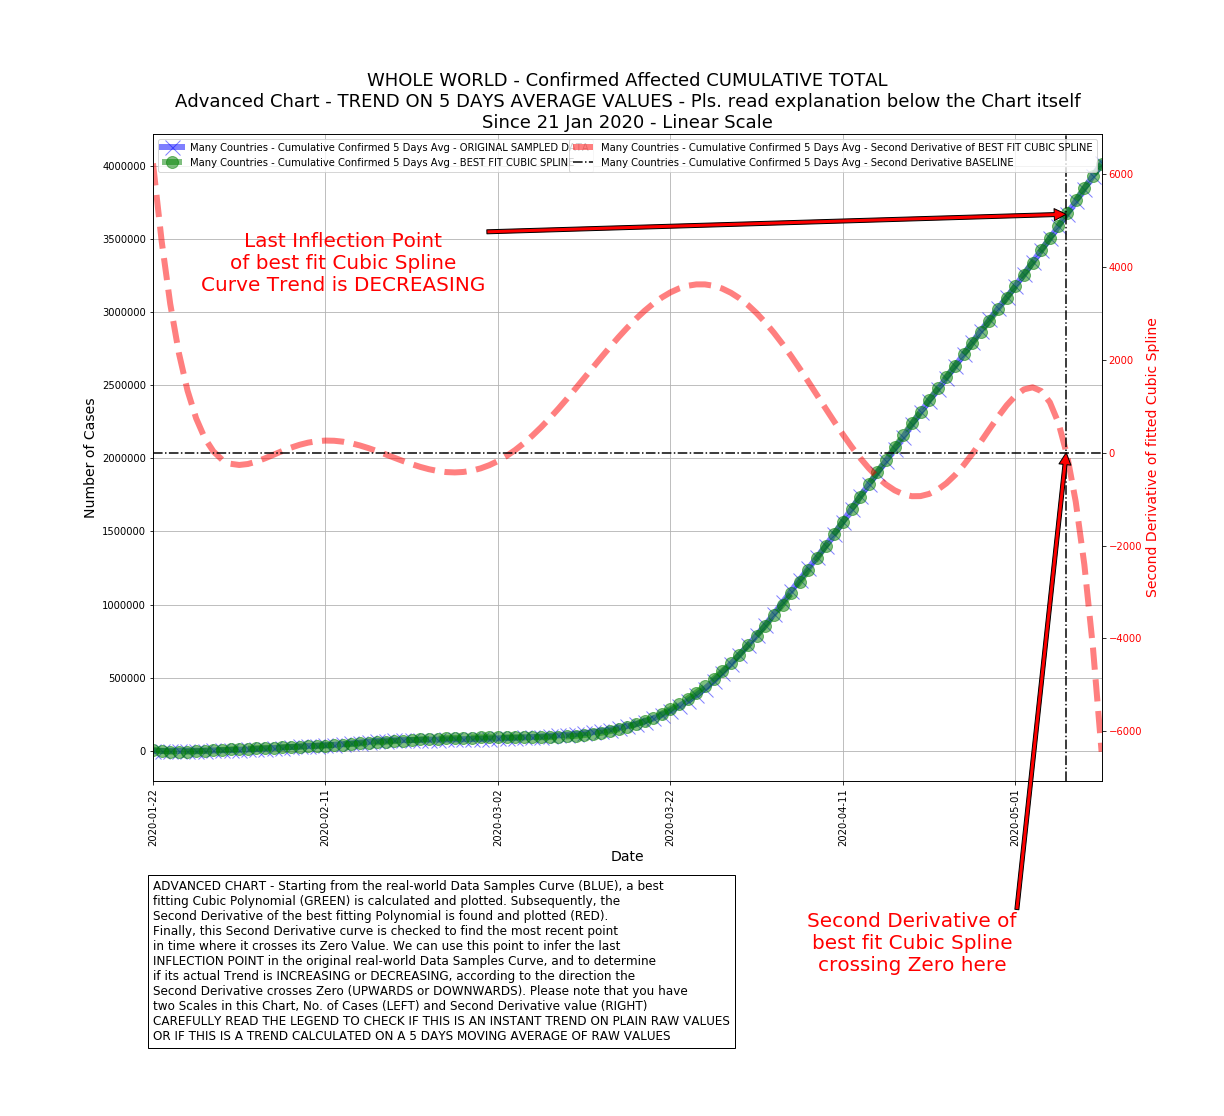 WHOLE WORLD - Confirmed Affected CUMULATIVE TOTAL
Advanced Chart - TREND ON 5 DAYS AVERAGE VALUES - Pls. read explanation below the Chart itself
Since 21 Jan 2020 - Linear Scale
Many Countries - Cumulative Confirmed 5 Days Avg - ORIGINAL SAMPLED DATA
Many Countries - Cumulative Confirmed 5 Days Avg - BEST FIT CUBIC SPLIN
Many Countries - Cumulative Confirmed 5 Days Avg - Second Derivative of BEST FIT CUBIC SPLINE
Many Countries - Cumulative Confirmed 5 Days Avg - Second Derivative BASELINE
Last Inflection Point
of best fit Cubic Spline
Curve Trend is DECREASING
Number of Cases
4000000
3500000
3000000
2500000
2000000
1500000
1000000
500000
0
6000
4000
2000
0
−2000
−4000
−6000
Second Derivative of fitted Cubic Spline
2020-01-22
2020-02-11
2020-03-02
2020-03-22
2020-04-11
2020-05-01
Date
ADVANCED CHART - Starting from the real-world Data Samples Curve (BLUE), a best
fitting Cubic Polynomial (GREEN) is calculated and plotted. Subsequently, the
Second Derivative of the best fitting Polynomial is found and plotted (RED).
Finally, this Second Derivative curve is checked to find the most recent point
in time where it crosses its Zero Value. We can use this point to infer the last
INFLECTION POINT in the original real-world Data Samples Curve, and to determine
if its actual Trend is INCREASING or DECREASING, according to the direction the
Second Derivative crosses Zero (UPWARDS or DOWNWARDS). Please note that you have
two Scales in this Chart, No. of Cases (LEFT) and Second Derivative value (RIGHT)
CAREFULLY READ THE LEGEND TO CHECK IF THIS IS AN INSTANT TREND ON PLAIN RAW VALUES
OR IF THIS IS A TREND CALCULATED ON A 5 DAYS MOVING AVERAGE OF RAW VALUES
Second Derivative of
best fit Cubic Spline
crossing Zero here